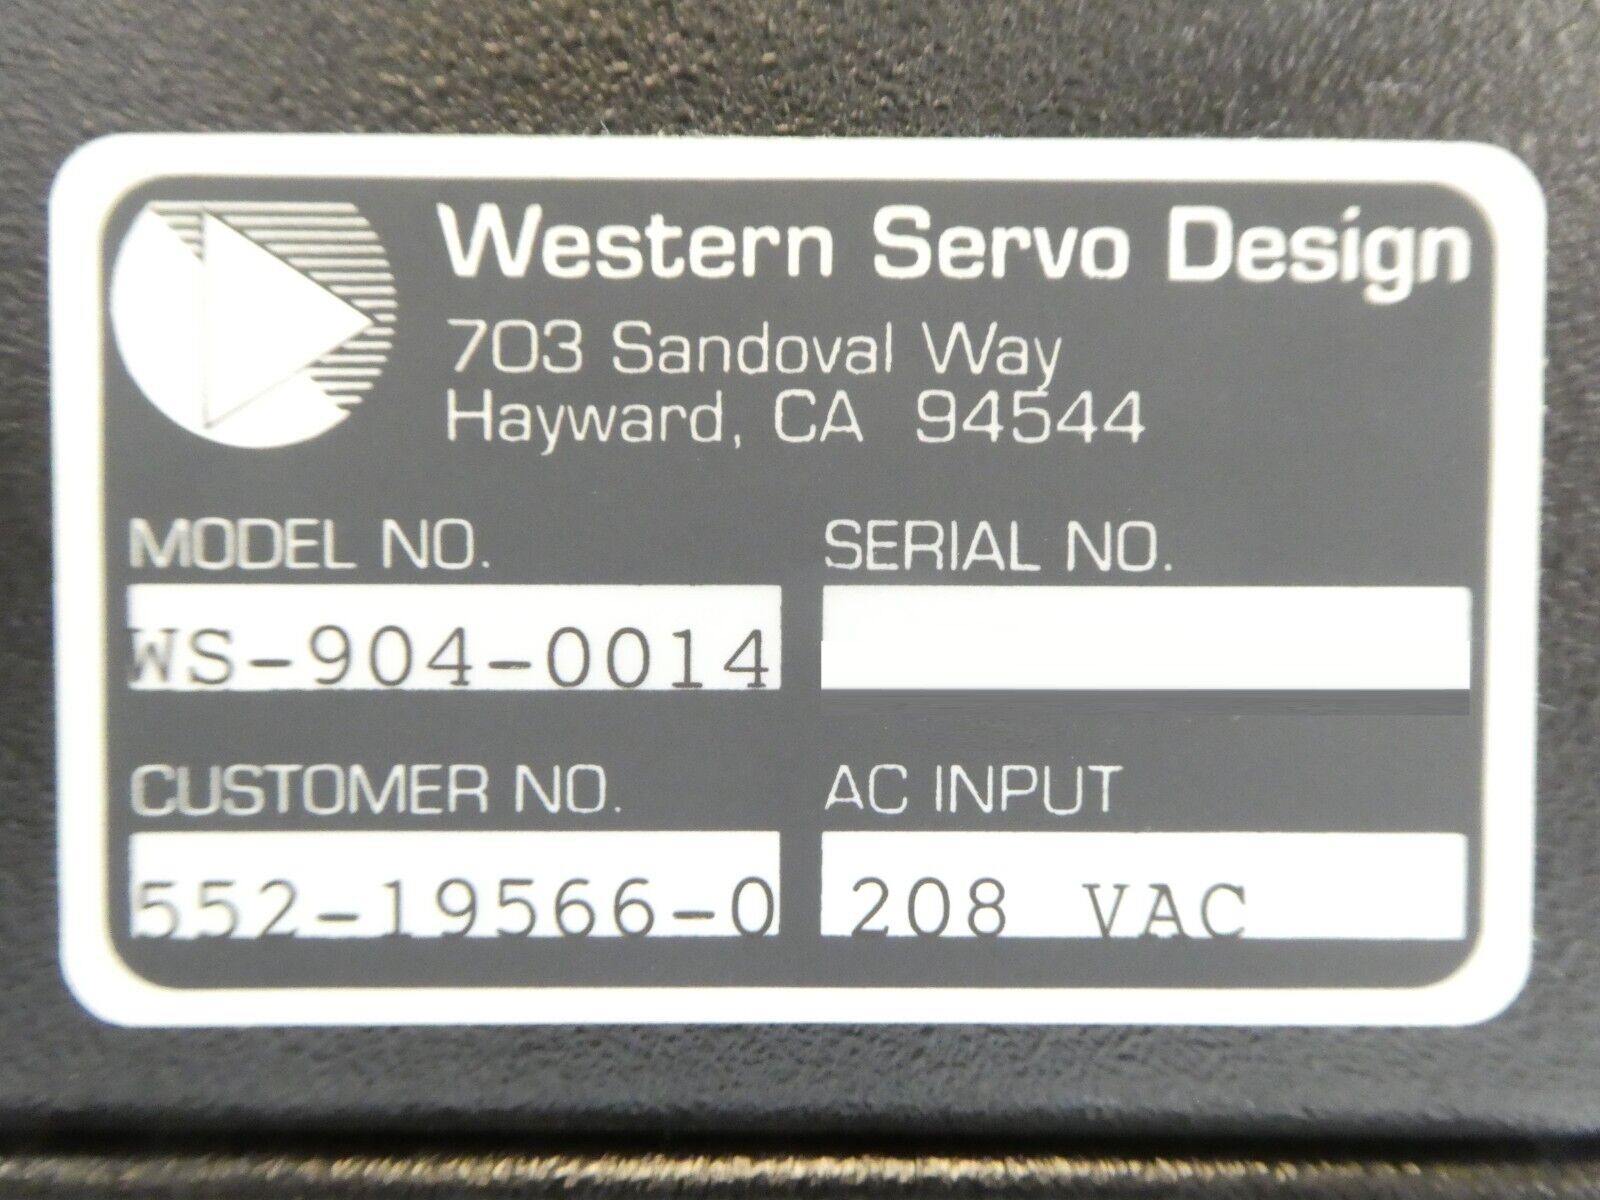 Western Servo Design
703 Sandoval Way
Hayward, CA 94544
MODEL NO.
SERIAL NO.
WS-904-0014
CUSTOMER NO.
AC INPUT
552-19566-0
208 VAC